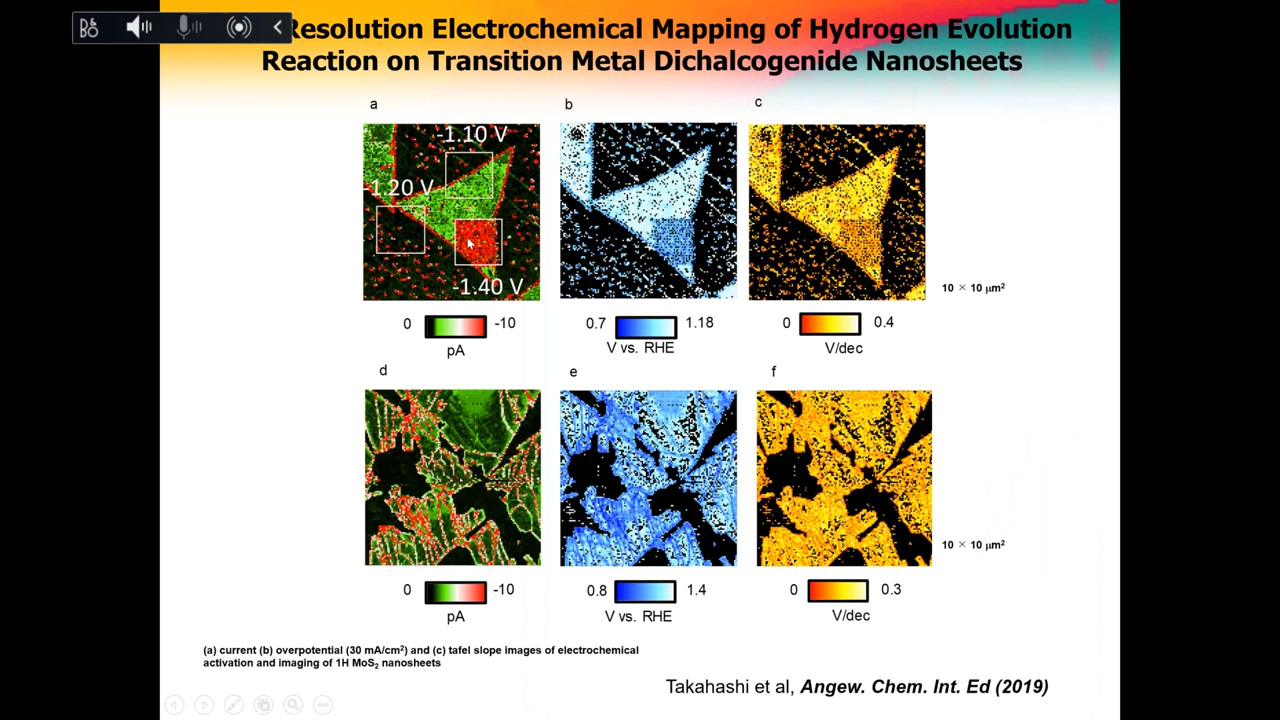 Resolution Electrochemical Mapping of Hydrogen Evolution
Reaction on Transition Metal Dichalcogenide Nanosheets
a
b
c
-1.10 V
-1.20 V
-1.40 V
10 × 10 μm²
0
-10
pA
0.7
1.18
V vs. RHE
0
0.4
V/dec
d
e
f
10 × 10 μm²
0
-10
pA
0.8
1.4
V vs. RHE
0
0.3
V/dec
(a) current (b) overpotential (30 mA/cm²) and (c) tafel slope images of electrochemical
activation and imaging of 1H MoS₂ nanosheets
Takahashi et al, Angew. Chem. Int. Ed (2019)